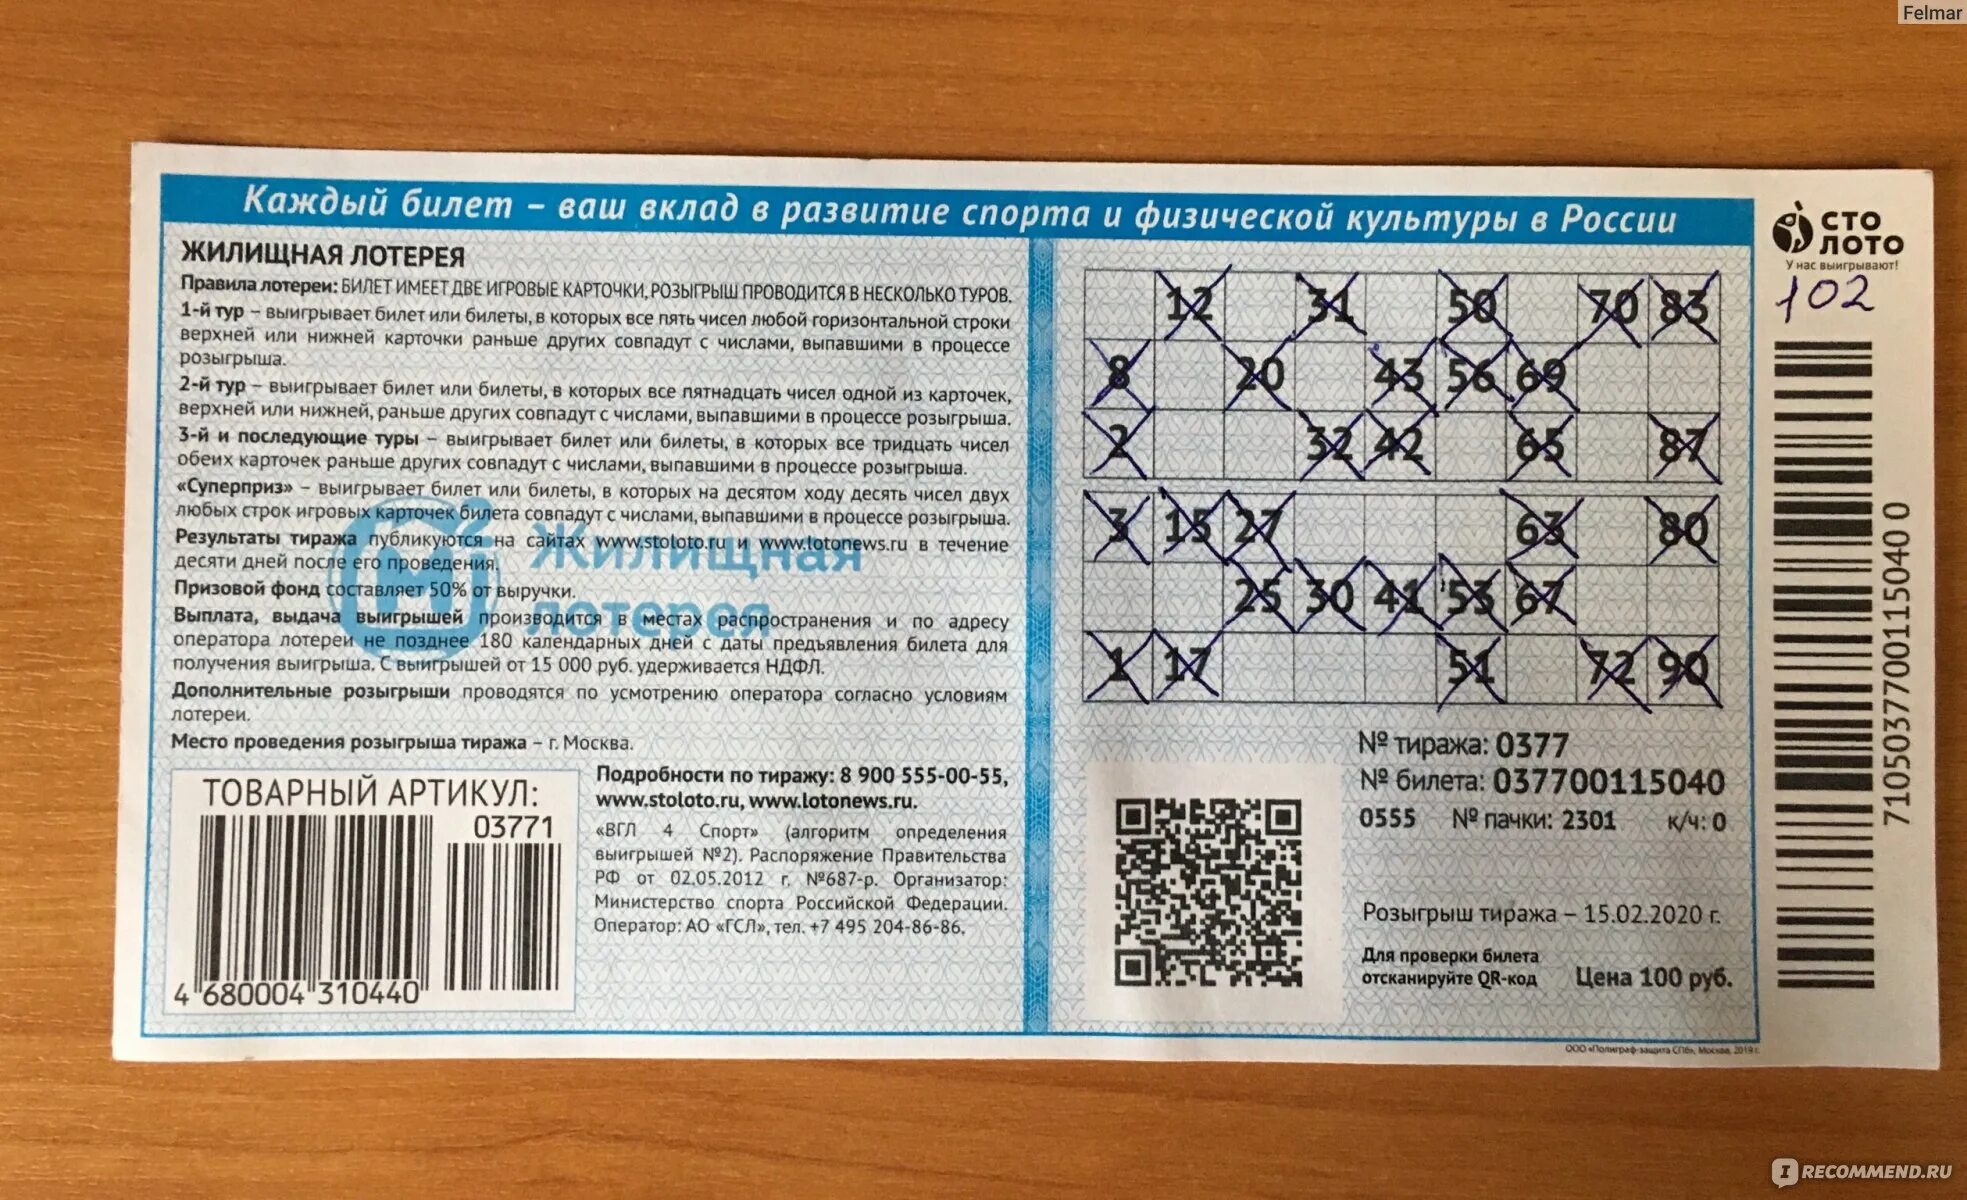 Felmar
Каждый билет – ваш вклад в развитие спорта и физической культуры в России
ЖИЛИЩНАЯ ЛОТЕРЕЯ
Правила лотереи: БИЛЕТ ИМЕЕТ ДВЕ ИГРОВЫЕ КАРТОЧКИ, РОЗЫГРЫШ ПРОВОДИТСЯ В НЕСКОЛЬКО ТУРОВ.
1-й тур – выигрывает билет или билеты, в которых все пять чисел любой горизонтальной строки
верхней или нижней карточки раньше других совпадут с числами, выпавшими в процессе
розыгрыша.
2-й тур – выигрывает билет или билеты, в которых все пятнадцать чисел одной из карточек,
верхней или нижней, раньше других совпадут с числами, выпавшими в процессе розыгрыша.
3-й и последующие туры – выигрывает билет или билеты, в которых все тридцать чисел
обеих карточек раньше других совпадут с числами, выпавшими в процессе розыгрыша.
«Суперприз» – выигрывает билет или билеты, в которых на десятом ходу десять чисел двух
любых строк игровых карточек билета совпадут с числами, выпавшими в процессе розыгрыша.
Результаты тиража публикуются на сайтах www.stoloto.ru и www.lotonews.ru в течение
десяти дней после его проведения.
Призовой фонд составляет 50% от выручки.
Выплата, выдача выигрышей производится в местах распространения и по адресу
оператора лотереи не позднее 180 календарных дней с даты предъявления билета для
получения выигрыша. С выигрышей от 15 000 руб. удерживается НДФЛ.
Дополнительные розыгрыши проводятся по усмотрению оператора согласно условиям
лотереи.
Место проведения розыгрыша тиража – г. Москва.
Жилищная
лотерея
ТОВАРНЫЙ АРТИКУЛ:
03771
4 680004 310440
Подробности по тиражу: 8 900 555-00-55,
www.stoloto.ru, www.lotonews.ru.
«ВГЛ 4 Спорт» (алгоритм определения
выигрышей №2). Распоряжение Правительства
РФ от 02.05.2012 г. №687-р. Организатор:
Министерство спорта Российской Федерации.
Оператор: АО «ГСЛ», тел. +7 495 204-86-86.
12 31 50 70 83
8 20 43 56 69
2 32 42 65 87
3 15 27 63 80
25 30 41 53 67
1 17 51 72 90
№ тиража: 0377
№ билета: 037700115040
0555 № пачки: 2301 к/ч: 0
Розыгрыш тиража – 15.02.2020 г.
Для проверки билета
отсканируйте QR-код
Цена 100 руб.
ООО «Полиграф-защита СПб», Москва, 2019 г.
СТО
ЛОТО
У нас выигрывают!
102
710503770011504 0 0
RECOMMEND.RU